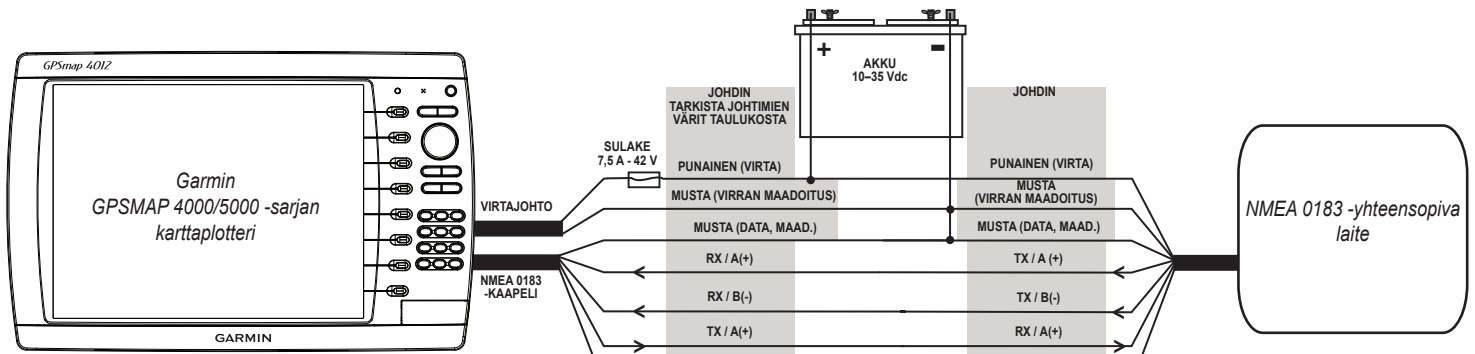 GPSmap 4012
Garmin
GPSMAP 4000/5000 -sarjan
karttaplotteri
GARMIN
VIRTAJOHTO
NMEA 0183
-KAAPELI
SULAKE
7,5 A - 42 V
JOHDIN
TARKISTA JOHTIMIEN
VÄRIT TAULUKOSTA
PUNAINEN (VIRTA)
MUSTA (VIRRAN MAADOITUS)
MUSTA (DATA, MAAD.)
RX / A(+)
RX / B(-)
TX / A(+)
+
-
AKKU
10–35 Vdc
JOHDIN
PUNAINEN (VIRTA)
MUSTA
(VIRRAN MAADOITUS)
MUSTA (DATA, MAAD.)
TX / A (+)
TX / B(-)
RX / A(+)
NMEA 0183 -yhteensopiva
laite